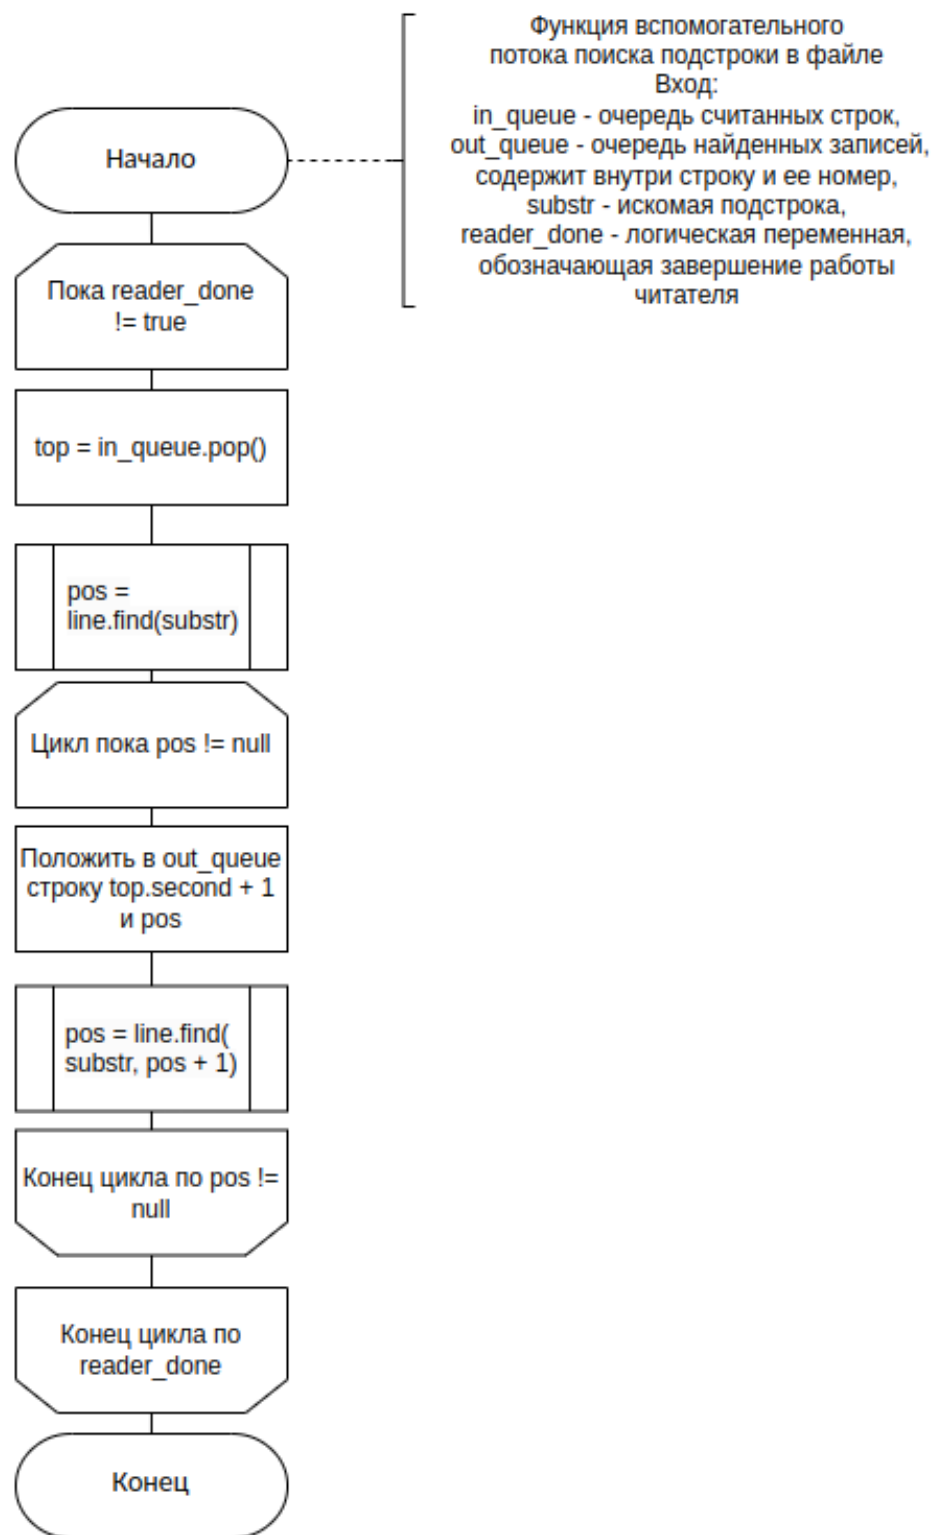 Функция вспомогательного
потока поиска подстроки в файле
Вход:
in_queue - очередь считанных строк,
out_queue - очередь найденных записей,
содержит внутри строку и ее номер,
substr - искомая подстрока,
reader_done - логическая переменная,
обозначающая завершение работы
читателя
Начало
Пока reader_done
!= true
top = in_queue.pop()
pos =
line.find(substr)
Цикл пока pos != null
Положить в out_queue
строку top.second + 1
и pos
pos = line.find(
substr, pos + 1)
Конец цикла по pos !=
null
Конец цикла по
reader_done
Конец